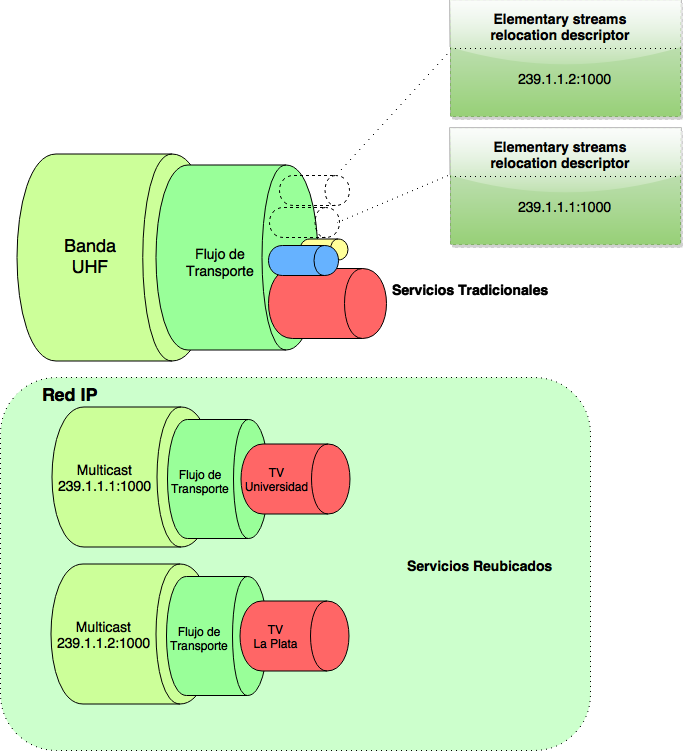 Elementary streams
relocation descriptor
239.1.1.2:1000
Elementary streams
relocation descriptor
239.1.1.1:1000
Banda
UHF
Flujo de
Transporte
Servicios Tradicionales
Red IP
Multicast
239.1.1.1:1000
Flujo de
Transporte
TV
Universidad
Servicios Reubicados
Multicast
239.1.1.2:1000
Flujo de
Transporte
TV
La Plata